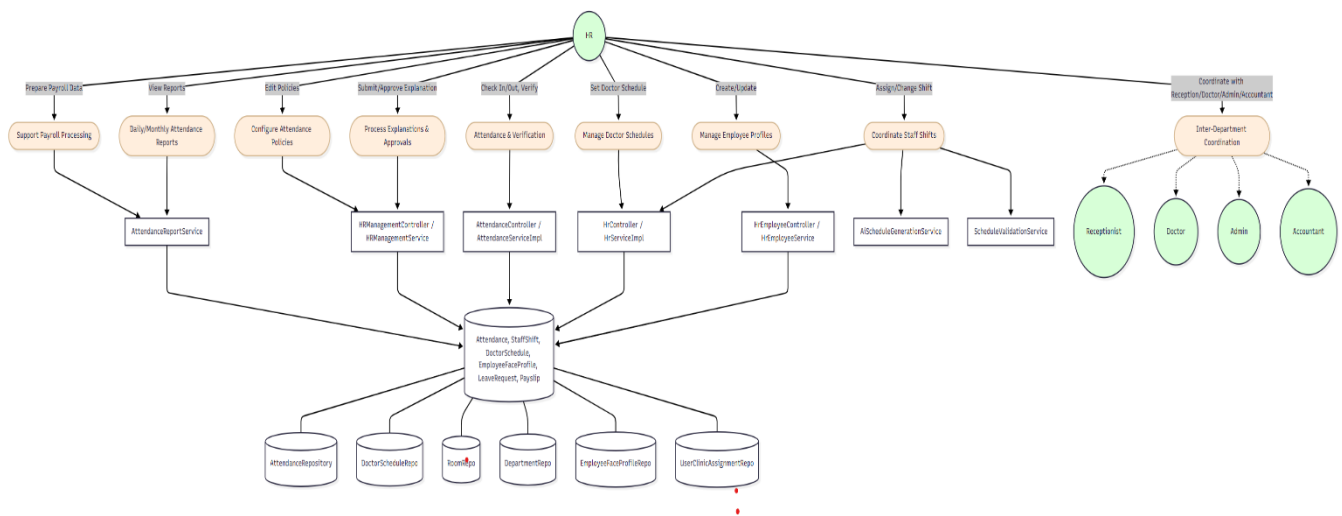 HR
Prepare Payroll Data
View Reports
Edit Policies
Submit/Approve Explanation
Check In/Out, Verify
Set Doctor Schedule
Create/Update
Assign/Change Shift
Coordinate with
Reception/Doctor/Admin/Accountant
Support Payroll Processing
Daily/Monthly Attendance
Reports
Configure Attendance
Policies
Process Explanations &
Approvals
Attendance & Verification
Manage Doctor Schedules
Manage Employee Profiles
Coordinate Staff Shifts
Inter-Department
Coordination
AttendanceReportService
HRManagementController /
HRManagementService
AttendanceController /
AttendanceServiceImpl
HrController /
HrServiceImpl
HrEmployeeController /
HrEmployeeService
AIScheduleGenerationService
ScheduleValidationService
Receptionist
Doctor
Admin
Accountant
Attendance, StaffShift,
DoctorSchedule,
EmployeeFaceProfile,
LeaveRequest, Payslip
AttendanceRepository
DoctorScheduleRepo
RoomRepo
DepartmentRepo
EmployeeFaceProfileRepo
UserClinicAssignmentRepo